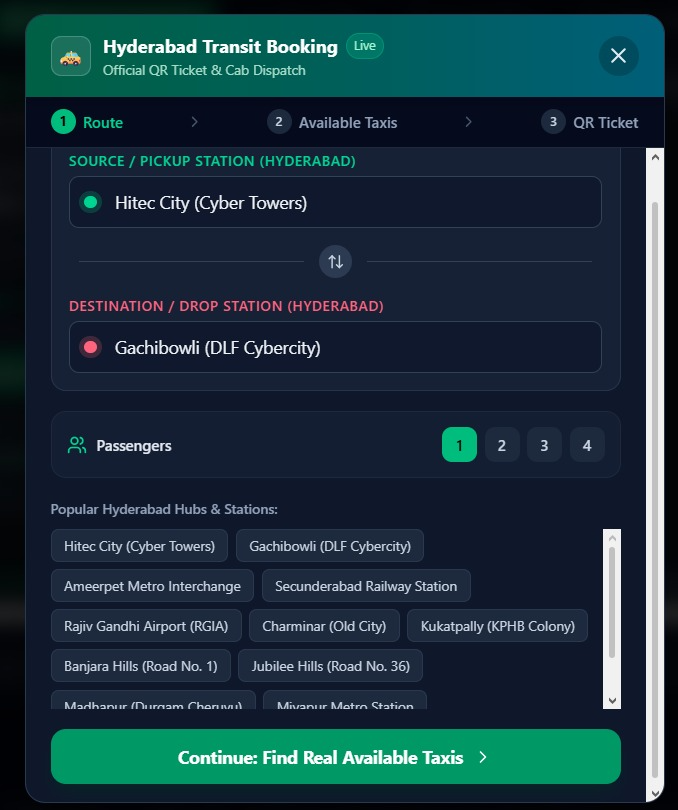 Hyderabad Transit Booking Live
Official QR Ticket & Cab Dispatch
1 Route 2 Available Taxis 3 QR Ticket
SOURCE / PICKUP STATION (HYDERABAD)
Hitec City (Cyber Towers)
DESTINATION / DROP STATION (HYDERABAD)
Gachibowli (DLF Cybercity)
Passengers 1 2 3 4
Popular Hyderabad Hubs & Stations:
Hitec City (Cyber Towers) Gachibowli (DLF Cybercity)
Ameerpet Metro Interchange Secunderabad Railway Station
Rajiv Gandhi Airport (RGIA) Charminar (Old City) Kukatpally (KPHB Colony)
Banjara Hills (Road No. 1) Jubilee Hills (Road No. 36)
Madhapur (Durgam Cheruvu) Miyapur Metro Station
Continue: Find Real Available Taxis